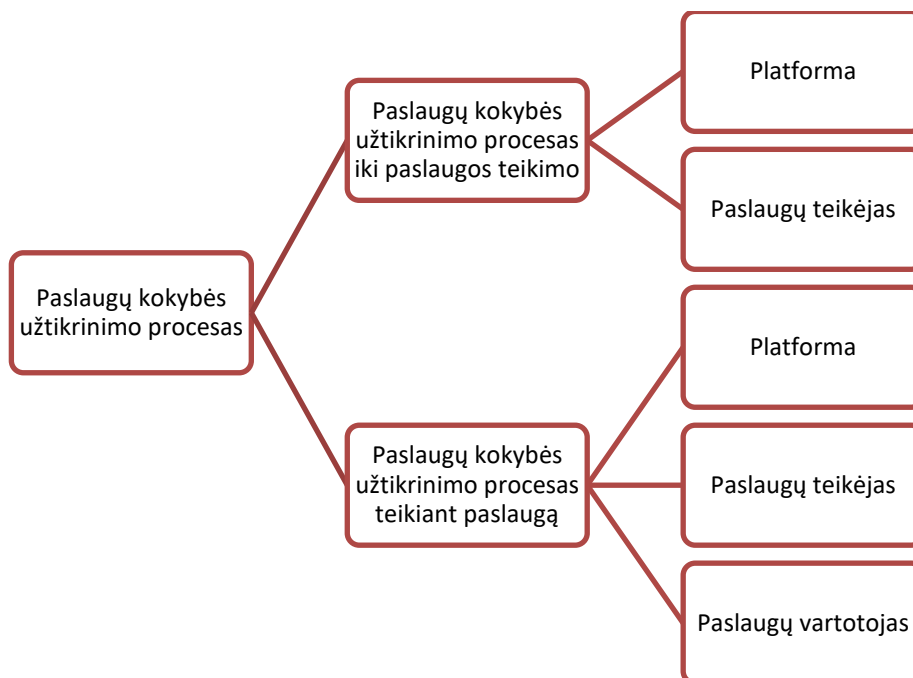 Paslaugų kokybės
užtikrinimo procesas
Paslaugų kokybės
užtikrinimo procesas
iki paslaugos teikimo
Platforma
Paslaugų teikėjas
Paslaugų kokybės
užtikrinimo procesas
teikiant paslaugą
Platforma
Paslaugų teikėjas
Paslaugų vartotojas